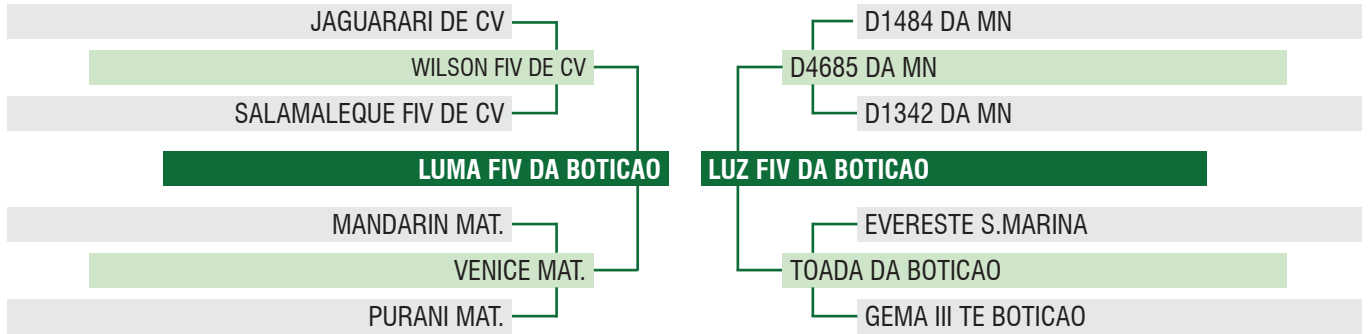 JAGUARARI DE CV
WILSON FIV DE CV
SALAMALEQUE FIV DE CV
LUMA FIV DA BOTICAO
MANDARIN MAT.
VENICE MAT.
PURANI MAT.
D1484 DA MN
D4685 DA MN
D1342 DA MN
LUZ FIV DA BOTICAO
EVERESTE S.MARINA
TOADA DA BOTICAO
GEMA III TE BOTICAO